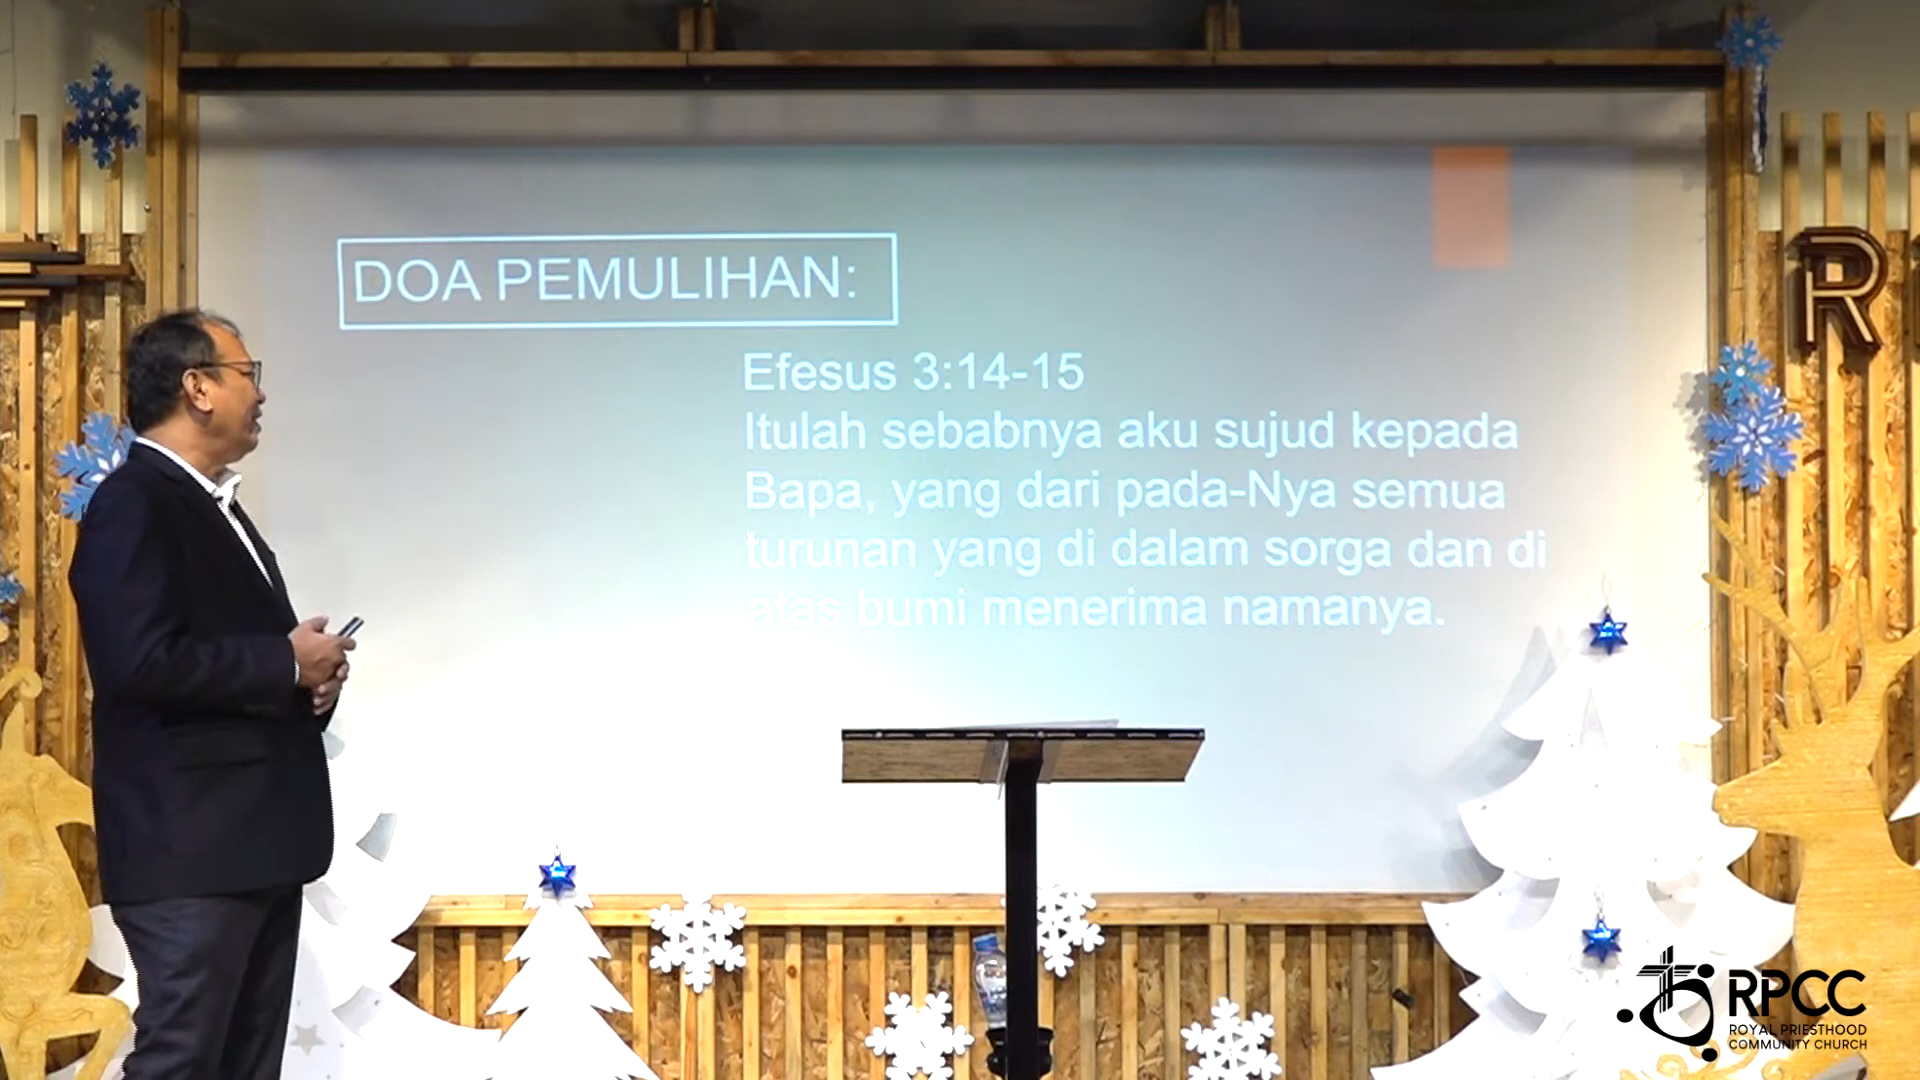 DOA PEMULIHAN:
Efesus 3:14-15
Itulah sebabnya aku sujud kepada
Bapa, yang dari pada-Nya semua
turunan yang di dalam sorga dan di
atas bumi menerima namanya.
R
RPCC
ROYAL PRIESTHOOD
COMMUNITY CHURCH